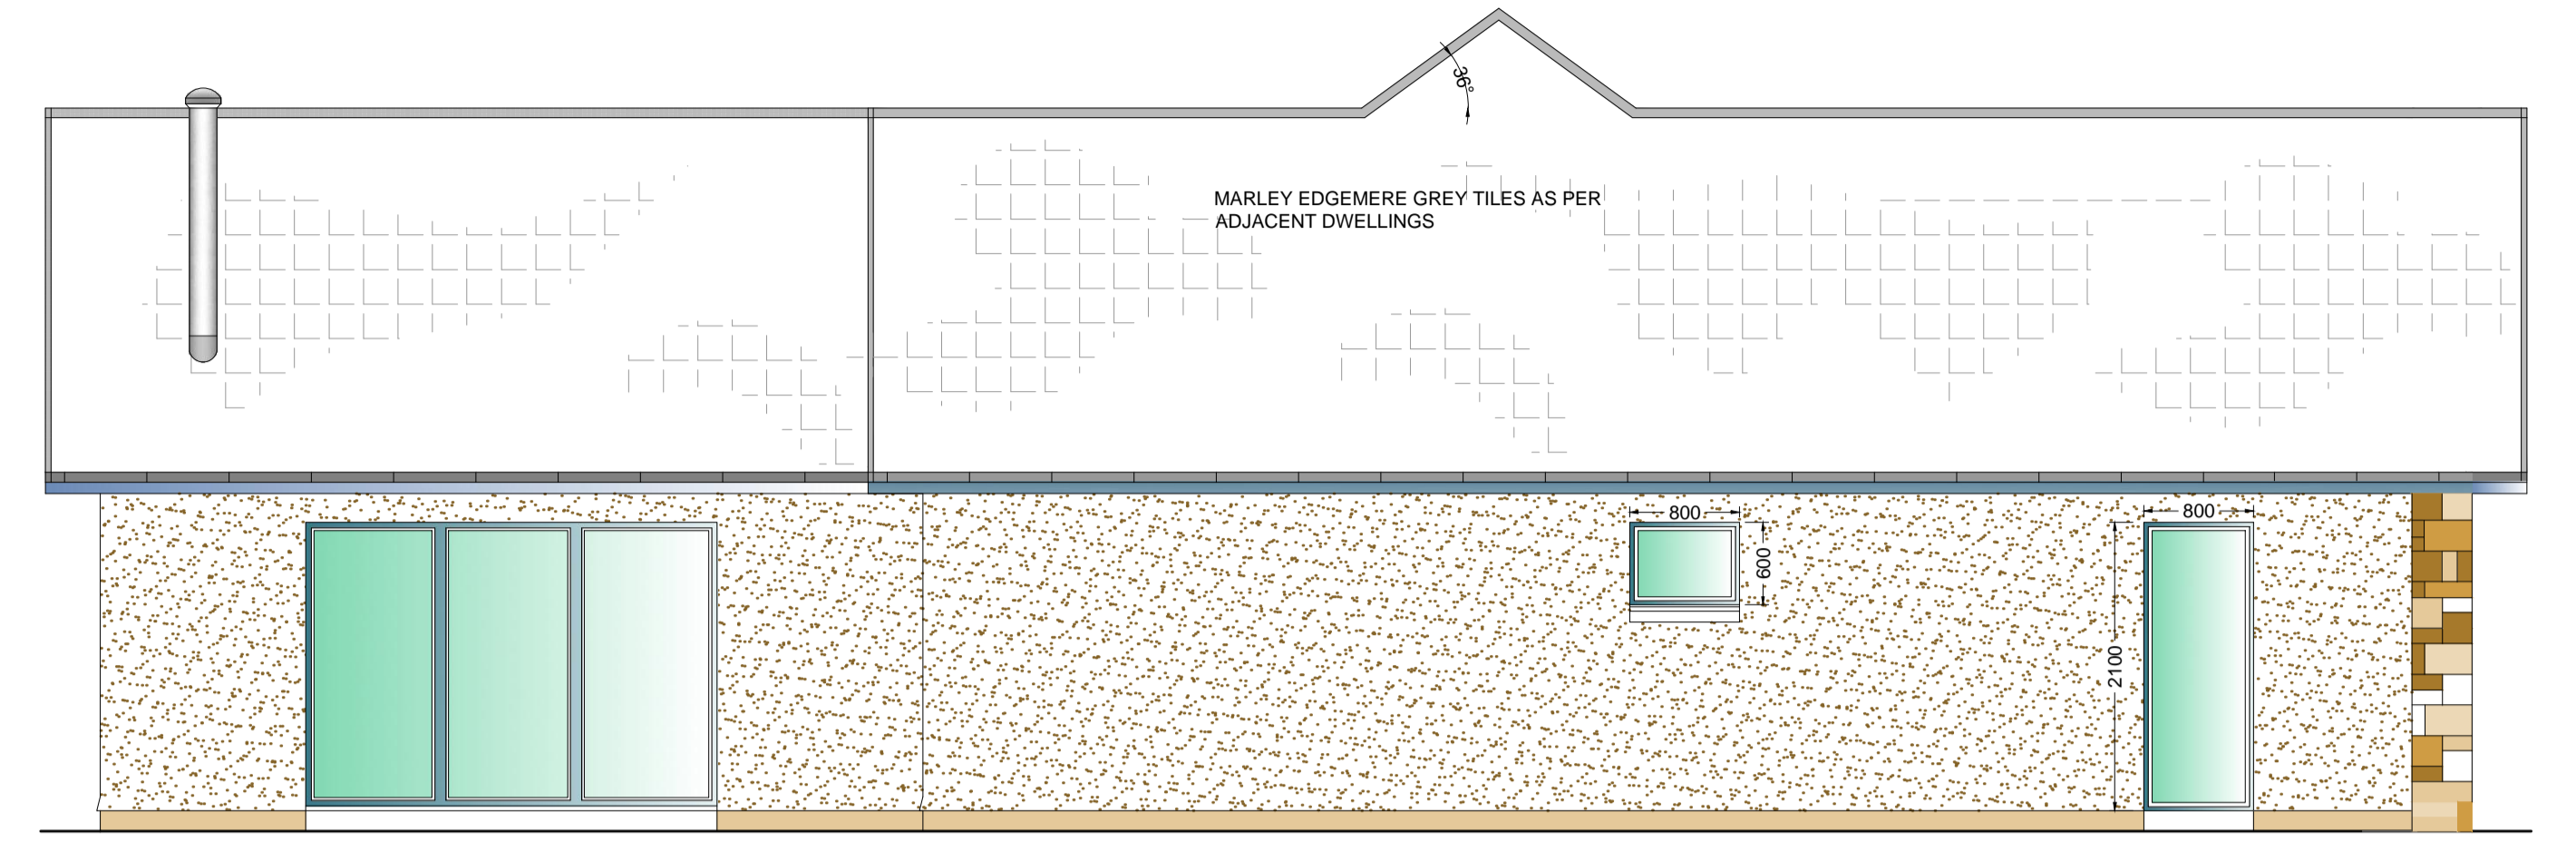 36°
MARLEY EDGEMERE GREY TILES AS PER
ADJACENT DWELLINGS
800
600
800
2100